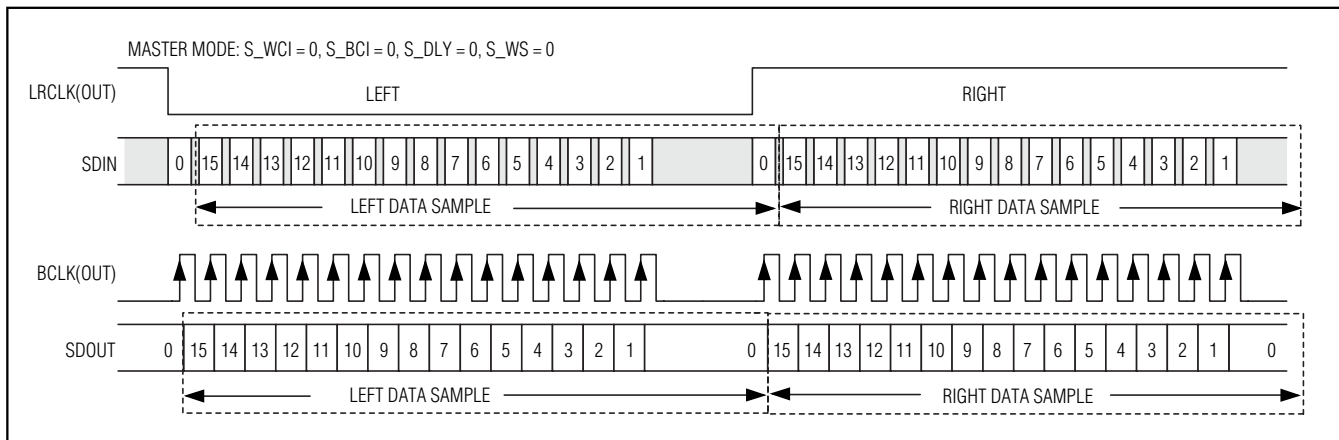 MASTER MODE: S_WCI = 0, S_BCI = 0, S_DLY = 0, S_WS = 0
LRCLK(OUT) LEFT RIGHT
SDIN 0 15 14 13 12 11 10 9 8 7 6 5 4 3 2 1 0 15 14 13 12 11 10 9 8 7 6 5 4 3 2 1
LEFT DATA SAMPLE RIGHT DATA SAMPLE
BCLK(OUT)
SDOUT 0 15 14 13 12 11 10 9 8 7 6 5 4 3 2 1 0 15 14 13 12 11 10 9 8 7 6 5 4 3 2 1 0
LEFT DATA SAMPLE RIGHT DATA SAMPLE